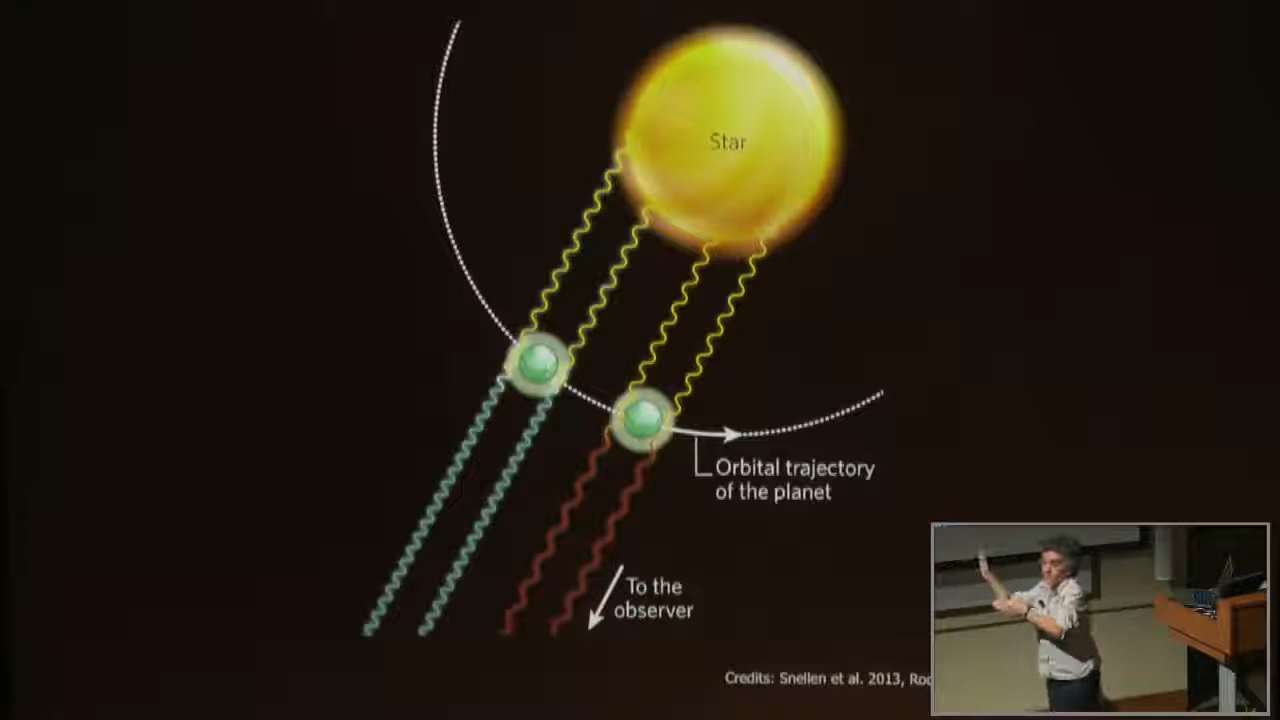 Star
Orbital trajectory
of the planet
To the
observer
Credits: Snellen et al. 2013,